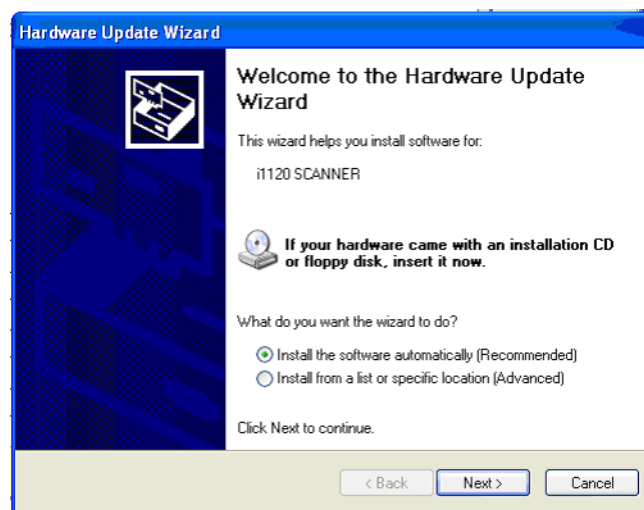 Hardware Update Wizard
Welcome to the Hardware Update
Wizard
This wizard helps you install software for:
i1120 SCANNER
If your hardware came with an installation CD
or floppy disk, insert it now.
What do you want the wizard to do?
Install the software automatically (Recommended)
Install from a list or specific location (Advanced)
Click Next to continue.
< Back
Next >
Cancel